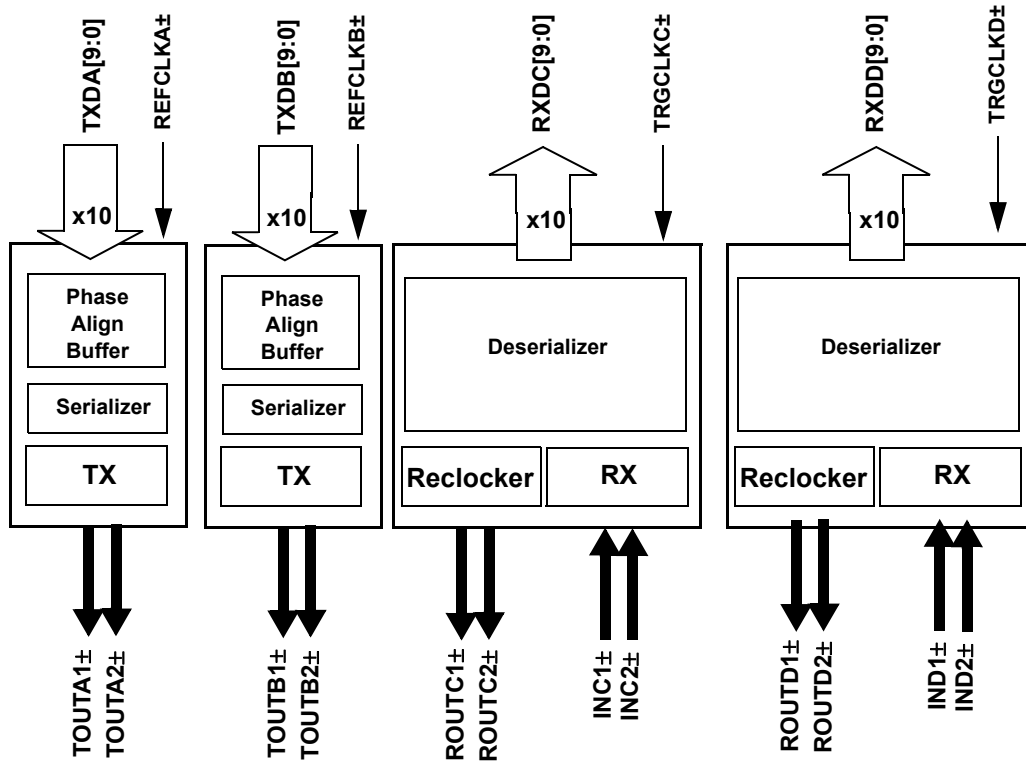 TXDA[9:0]
REFCLKA±
TXDB[9:0]
REFCLKB±
RXDC[9:0]
TRGCLKC±
RXDD[9:0]
TRGCLKD±
x10
x10
x10
x10
Phase
Align
Buffer
Serializer
TX
Phase
Align
Buffer
Serializer
TX
Deserializer
Reclocker
RX
Deserializer
Reclocker
RX
TOUTA1±
TOUTA2±
TOUTB1±
TOUTB2±
ROUTC1±
ROUTC2±
INC1±
INC2±
ROUTD1±
ROUTD2±
IND1±
IND2±